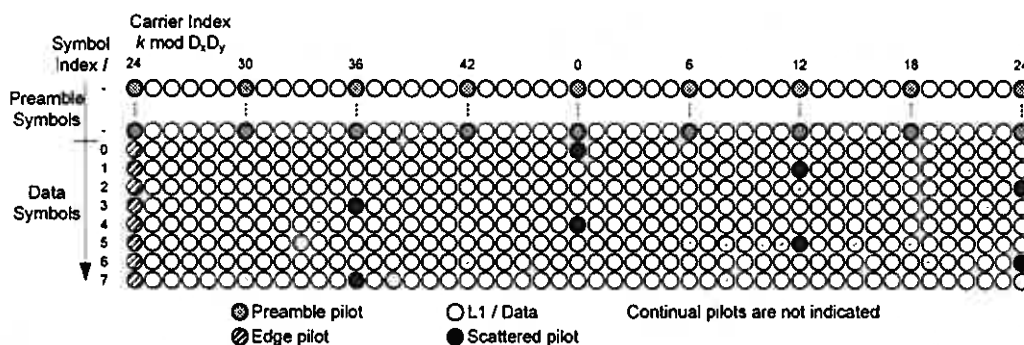 Carrier Index
k mod DxDy
Symbol
Index l
24 30 36 42 0 6 12 18 24
Preamble
Symbols
-
-
Data
Symbols
0
1
2
3
4
5
6
7
Preamble pilot L1 / Data Continual pilots are not indicated
Edge pilot Scattered pilot